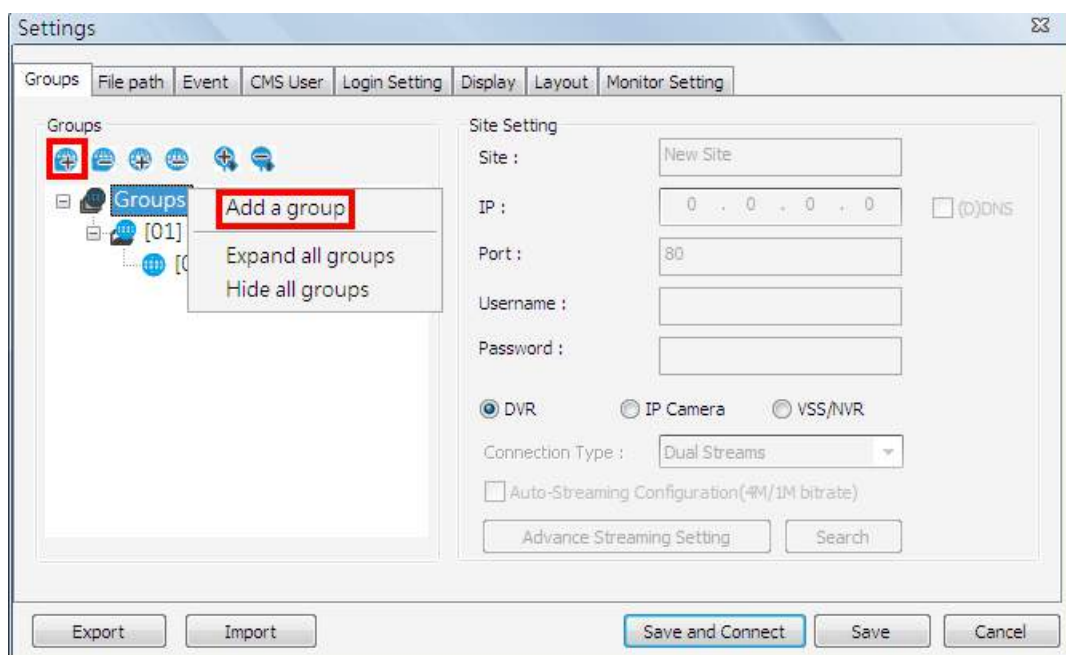 Settings
Groups File path Event CMS User Login Setting Display Layout Monitor Setting
Groups
Groups
[01]
Add a group
Expand all groups
Hide all groups
Site Setting
Site : New Site
IP : 0 . 0 . 0 . 0 (D)DNS
Port : 80
Username :
Password :
DVR IP Camera VSS/NVR
Connection Type : Dual Streams
Auto-Streaming Configuration(4M/1M bitrate)
Advance Streaming Setting Search
Export Import Save and Connect Save Cancel